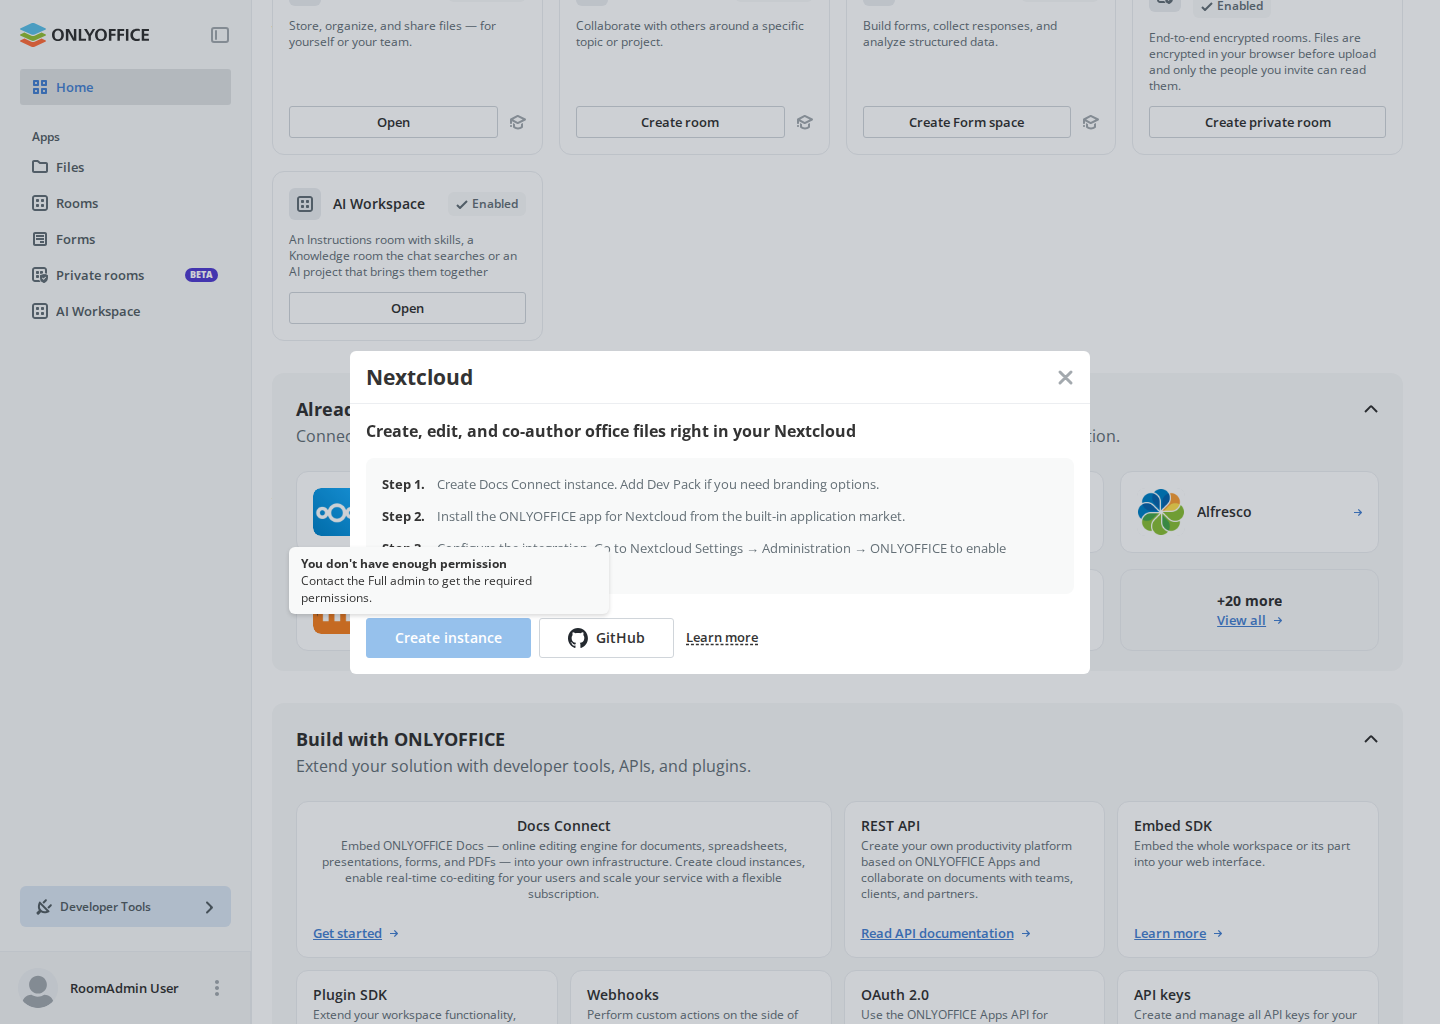 ONLYOFFICE
Home
Apps
Files
Rooms
Forms
Private rooms
BETA
AI Workspace
Developer Tools
RoomAdmin User
Store, organize, and share files — for
yourself or your team.
Open
Collaborate with others around a specific
topic or project.
Create room
Build forms, collect responses, and
analyze structured data.
Create Form space
Enabled
End-to-end encrypted rooms. Files are
encrypted in your browser before upload
and only the people you invite can read
them.
Create private room
AI Workspace
Enabled
An Instructions room with skills, a
Knowledge room the chat searches or an
AI project that brings them together
Open
Nextcloud
Create, edit, and co-author office files right in your Nextcloud
Step 1. Create Docs Connect instance. Add Dev Pack if you need branding options.
Step 2. Install the ONLYOFFICE app for Nextcloud from the built-in application market.
Step 3. Configure the integration. Go to Nextcloud Settings → Administration → ONLYOFFICE to enable
You don't have enough permission
Contact the Full admin to get the required
permissions.
Create instance
GitHub
Learn more
Alfresco
+20 more
View all
Build with ONLYOFFICE
Extend your solution with developer tools, APIs, and plugins.
Docs Connect
Embed ONLYOFFICE Docs — online editing engine for documents, spreadsheets,
presentations, forms, and PDFs — into your own infrastructure. Create cloud instances,
enable real-time co-editing for your users and scale your service with a flexible
subscription.
Get started
REST API
Create your own productivity platform
based on ONLYOFFICE Apps and
collaborate on documents with teams,
clients, and partners.
Read API documentation
Embed SDK
Embed the whole workspace or its part
into your web interface.
Learn more
Plugin SDK
Extend your workspace functionality,
Webhooks
Perform custom actions on the side of
OAuth 2.0
Use the ONLYOFFICE Apps API for
API keys
Create and manage all API keys for your